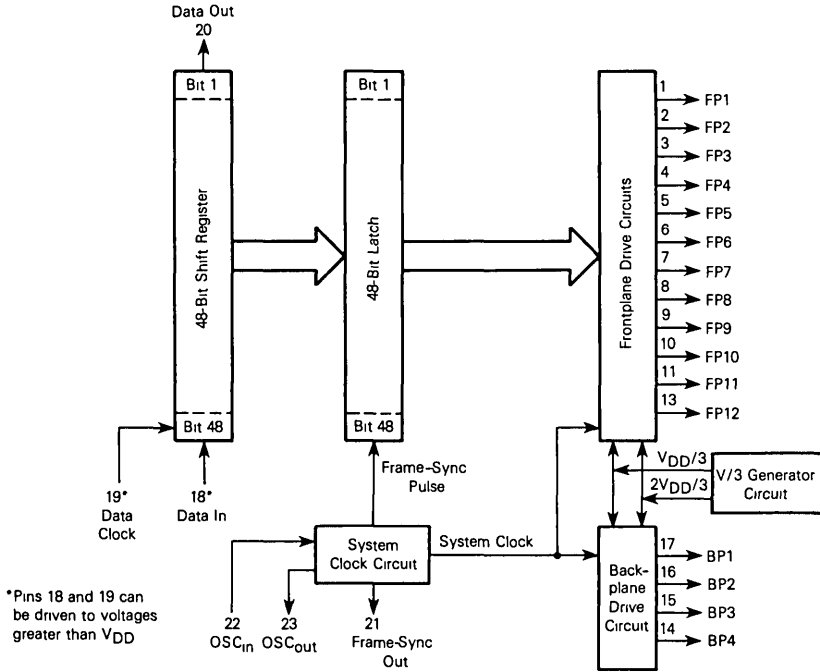 Data Out
20
Bit 1
48-Bit Shift Register
Bit 48
19*
Data
Clock
18*
Data In
Bit 1
48-Bit Latch
Frame-Sync
Pulse
System
Clock Circuit
System Clock
22
OSCin
23
OSCout
21
Frame-Sync
Out
Frontplane Drive Circuits
1 FP1
2 FP2
3 FP3
4 FP4
5 FP5
6 FP6
7 FP7
8 FP8
9 FP9
10 FP10
11 FP11
13 FP12
VDD/3
2VDD/3
V/3 Generator
Circuit
Back-
plane
Drive
Circuit
17 BP1
16 BP2
15 BP3
14 BP4
*Pins 18 and 19 can
be driven to voltages
greater than VDD